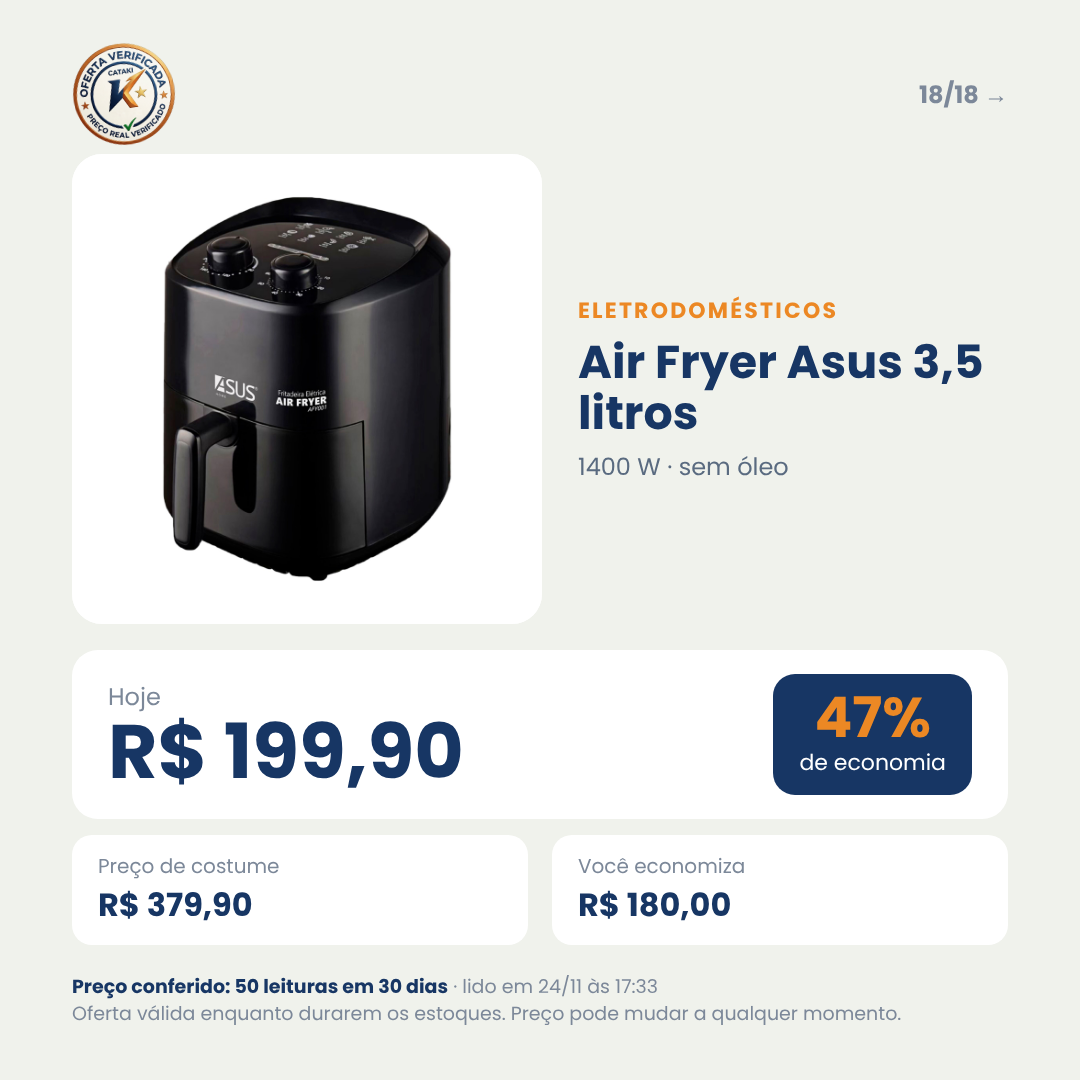 OFERTA VERIFICADA
CATAKI
K
PREÇO REAL VERIFICADO
18/18 →
ASUS
Fritadeira Elétrica
AIR FRYER
ELETRODOMÉSTICOS
Air Fryer Asus 3,5
litros
1400 W · sem óleo
Hoje
R$ 199,90
47%
de economia
Preço de costume
R$ 379,90
Você economiza
R$ 180,00
Preço conferido: 50 leituras em 30 dias · lido em 24/11 às 17:33
Oferta válida enquanto durarem os estoques. Preço pode mudar a qualquer momento.